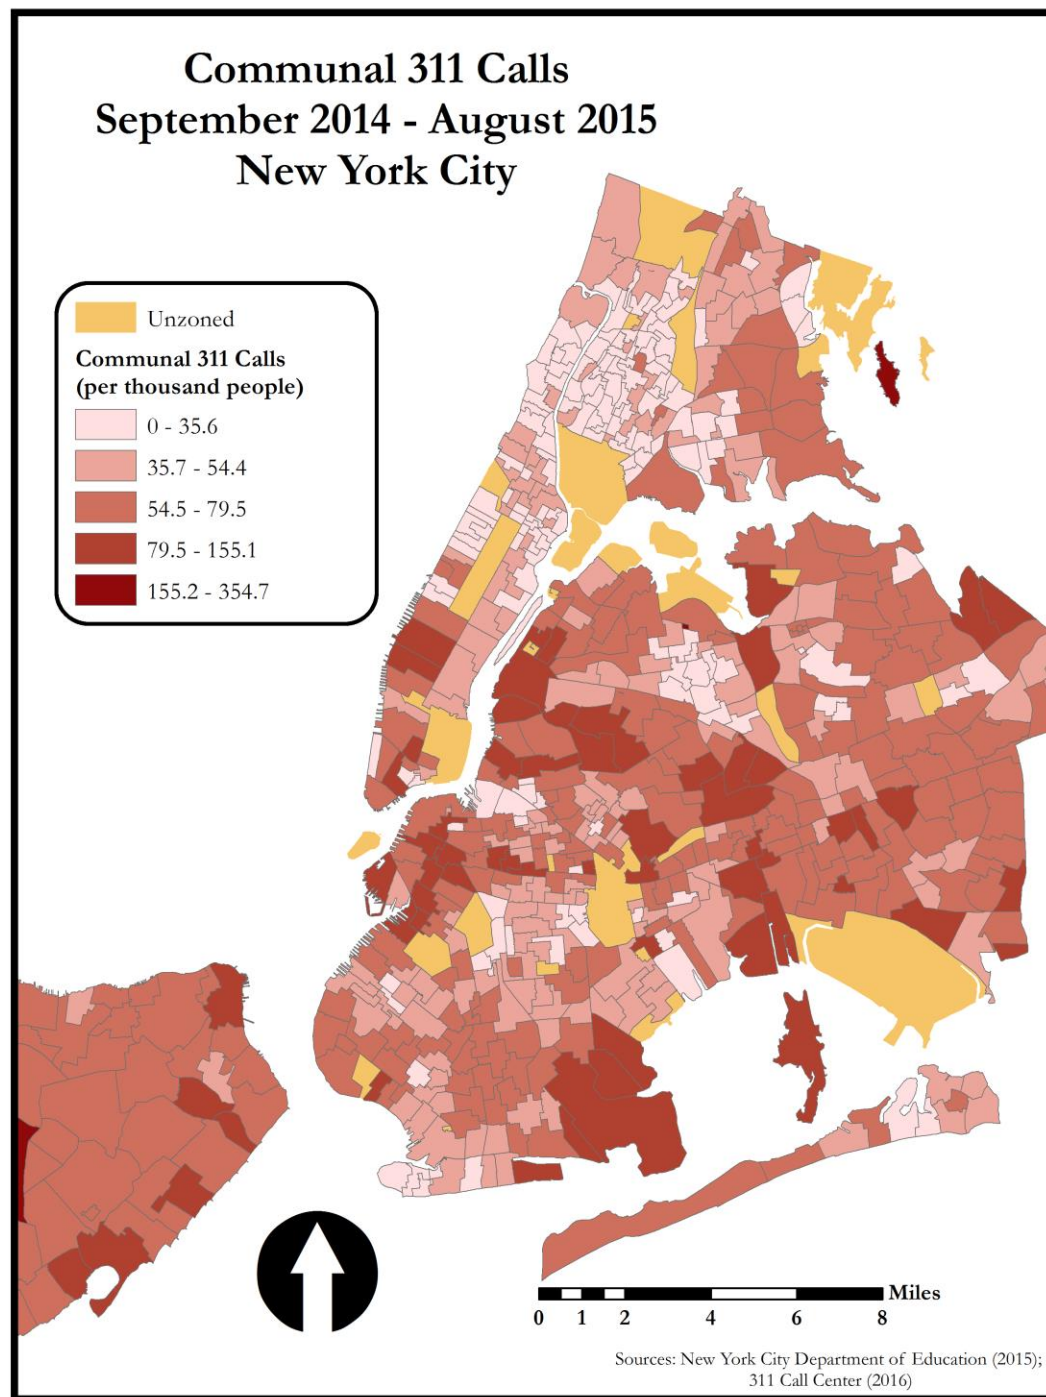 Communal 311 Calls
September 2014 - August 2015
New York City
Unzoned
Communal 311 Calls
(per thousand people)
0 - 35.6
35.7 - 54.4
54.5 - 79.5
79.5 - 155.1
155.2 - 354.7
Miles
0 1 2 4 6 8
Sources: New York City Department of Education (2015);
311 Call Center (2016)